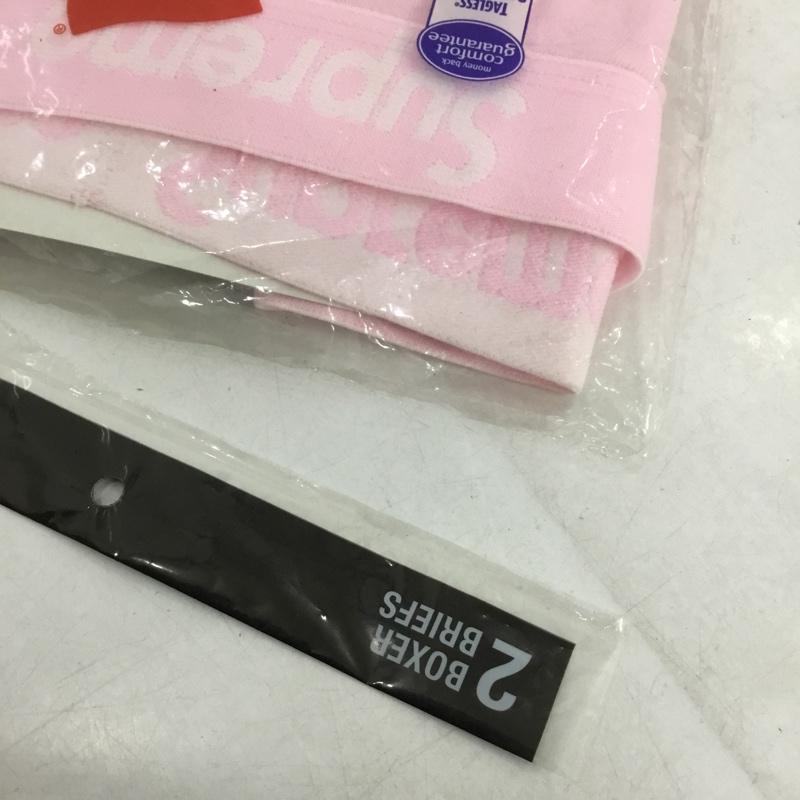 2 BOXER
BRIEFS
money back
comfort
guarantee
TAGLESS®
Supreme
®